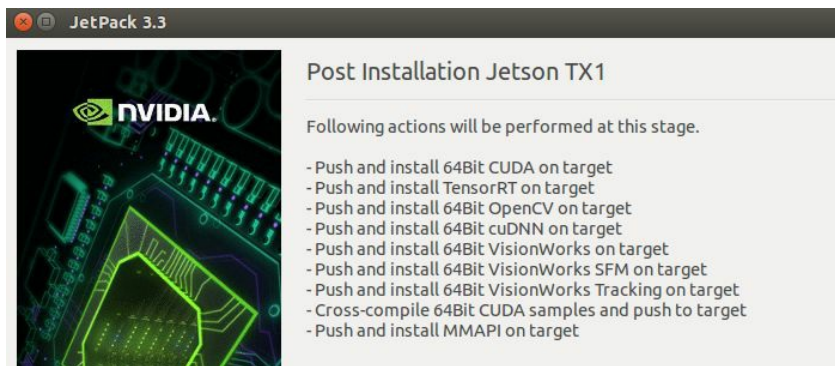 JetPack 3.3
NVIDIA.
Post Installation Jetson TX1
Following actions will be performed at this stage.
- Push and install 64Bit CUDA on target
- Push and install TensorRT on target
- Push and install 64Bit OpenCV on target
- Push and install 64Bit cuDNN on target
- Push and install 64Bit VisionWorks on target
- Push and install 64Bit VisionWorks SFM on target
- Push and install 64Bit VisionWorks Tracking on target
- Cross-compile 64Bit CUDA samples and push to target
- Push and install MMAPI on target